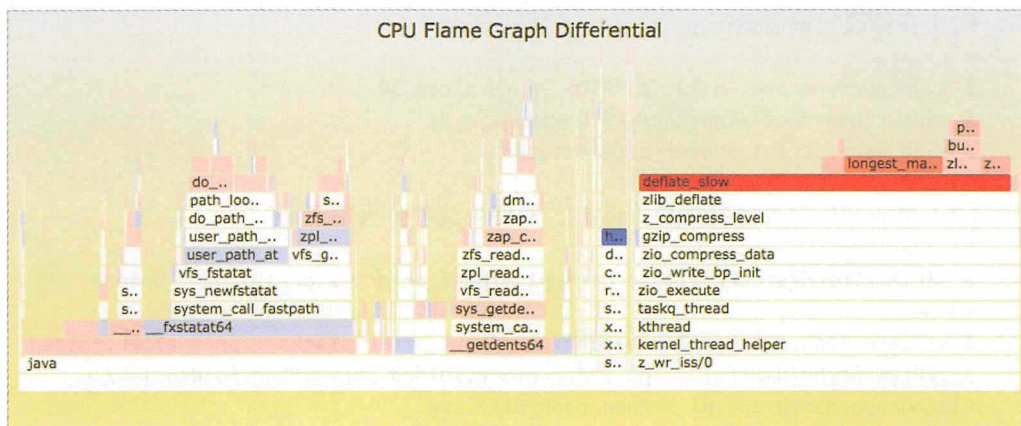 CPU Flame Graph Differential
p..
bu..
longest_ma.. zl.. z..
do_.. deflate_slow
path_loo.. s.. dm.. zlib_deflate
do_path_.. zfs_.. zap.. z_compress_level
user_path_.. zpl_.. zap_c.. h.. gzip_compress
user_path_at vfs_g.. zfs_read.. d.. zio_compress_data
vfs_fstatat zpl_read.. c.. zio_write_bp_init
s.. sys_newfstatat vfs_read.. r.. zio_execute
s.. system_call_fastpath sys_getde.. s.. taskq_thread
__.. __fxstatat64 system_ca.. x.. kthread
__getdents64 x.. kernel_thread_helper
java s.. z_wr_iss/0